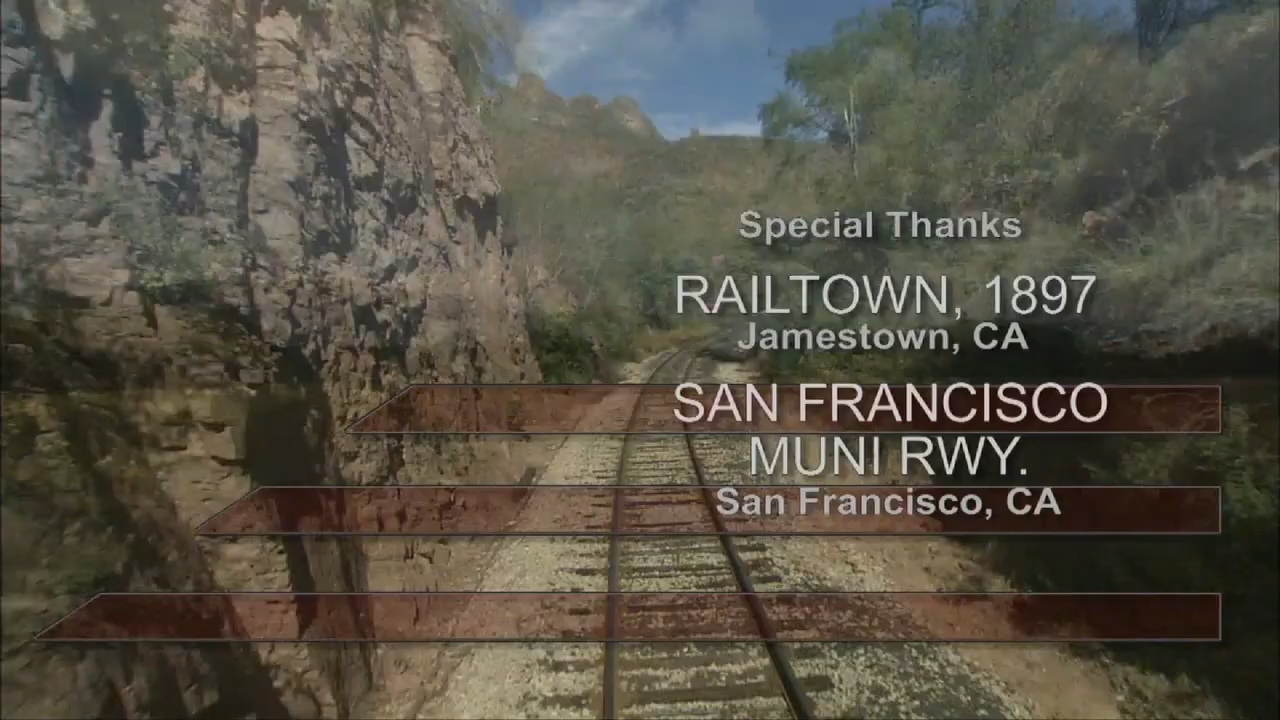 Special Thanks
RAILTOWN, 1897
Jamestown, CA
SAN FRANCISCO
MUNI RWY.
San Francisco, CA